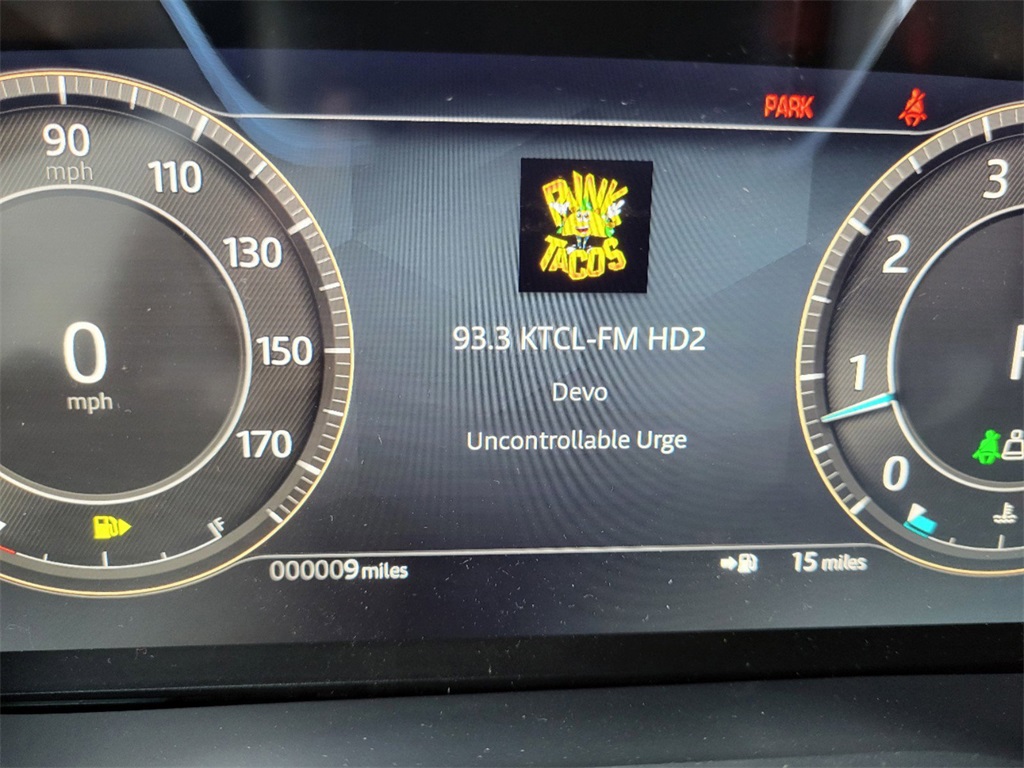 PARK
90
mph
110
130
150
170
0
mph
F
PUNK
TACOS
93.3 KTCL-FM HD2
Devo
Uncontrollable Urge
3
2
1
0
000009 miles
15 miles